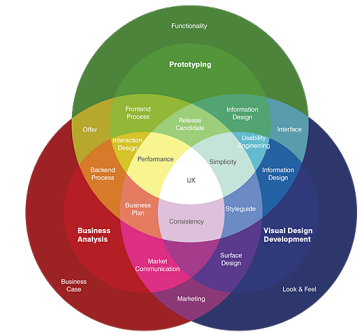 Functionality
Prototyping
Frontend
Process
Information
Design
Release
Candidate
Offer
Interaction
Design
Usability
Enginering
Interface
Performance
Simplicity
Backend
Process
Information
Design
UX
Business
Plan
Styleguide
Consistency
Business
Analysis
Visual Design
Development
Market
Communication
Surface
Design
Business
Case
Look & Feel
Marketing